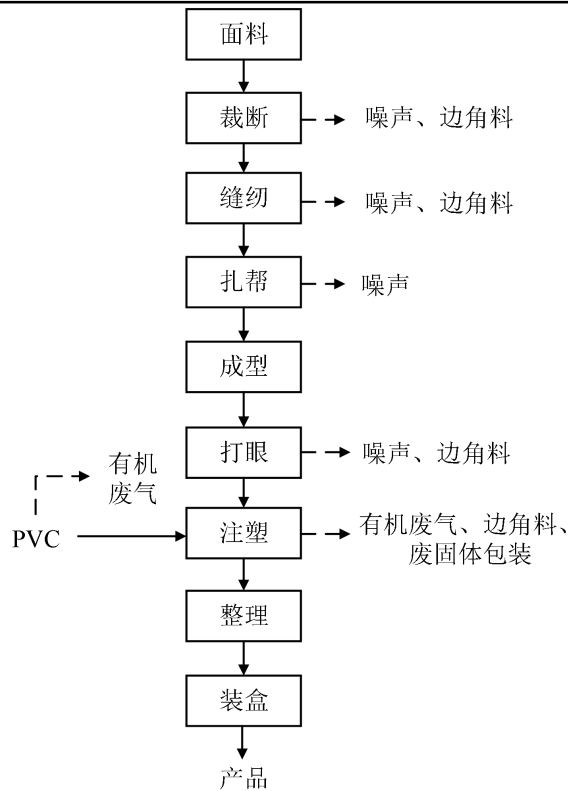 面料
裁断
噪声、边角料
缝纫
噪声、边角料
扎帮
噪声
成型
打眼
噪声、边角料
有机
废气
PVC
注塑
有机废气、边角料、
废固体包装
整理
装盒
产品